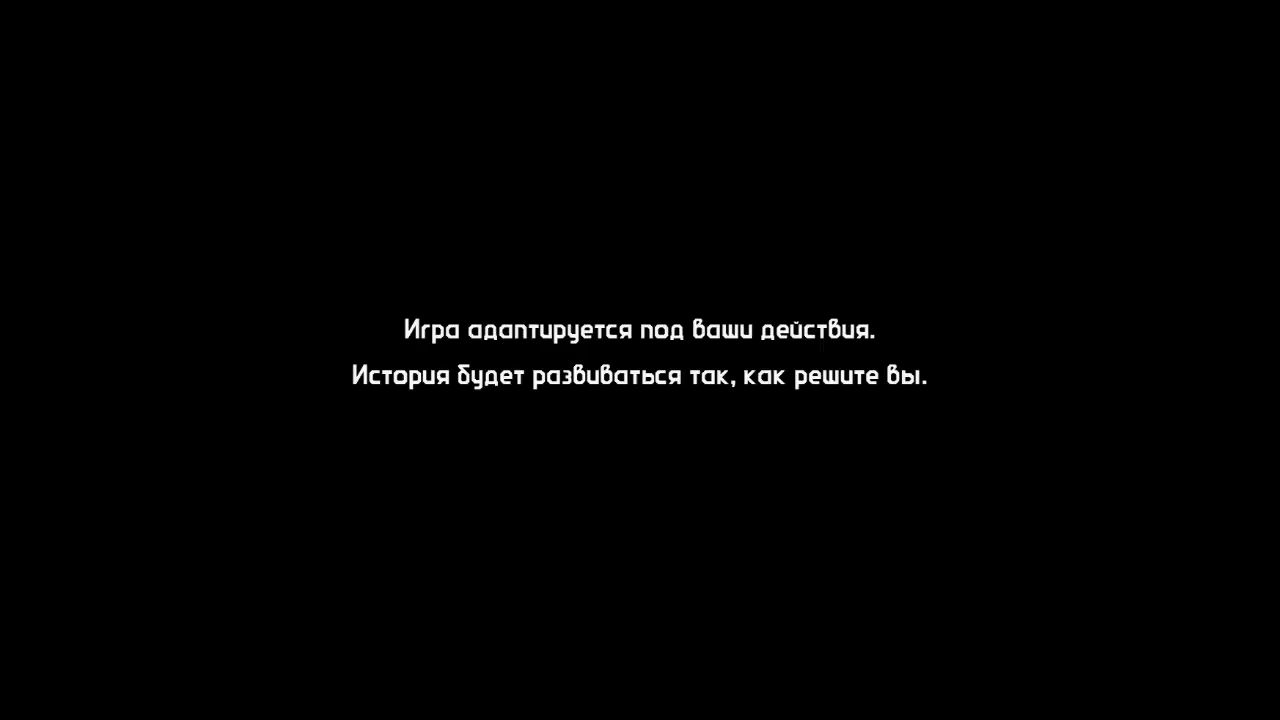 Игра адаптируется под ваши действия.
История будет развиваться так, как решите вы.